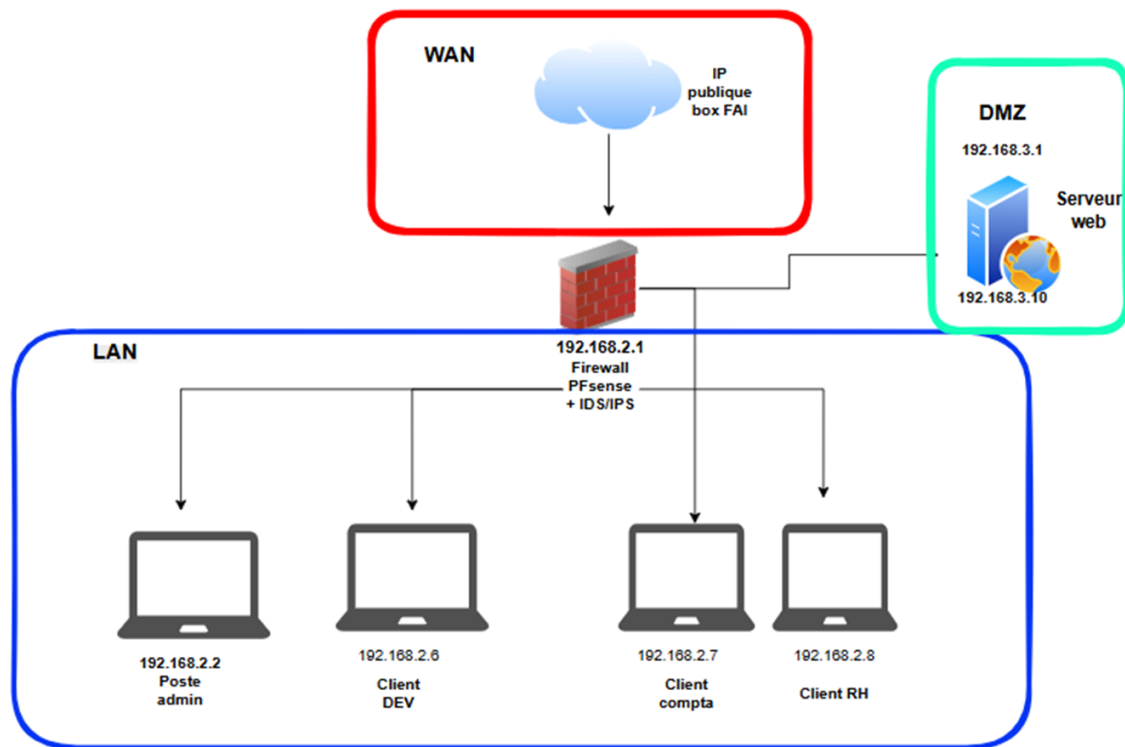 WAN
IP
publique
box FAI
DMZ
192.168.3.1
Serveur
web
192.168.3.10
LAN
192.168.2.1
Firewall
PFsense
+ IDS/IPS
192.168.2.2
Poste
admin
192.168.2.6
Client
DEV
192.168.2.7
Client
compta
192.168.2.8
Client RH